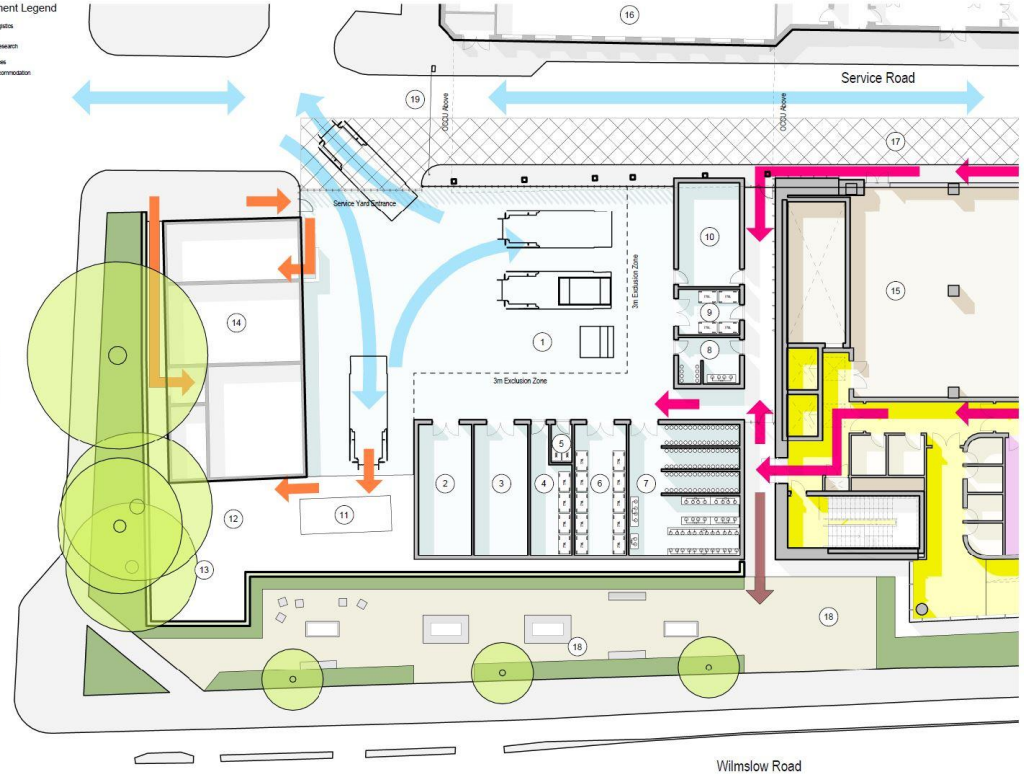 ment Legend
gistics
esearch
ommodation
16
Service Road
19
OCCU Above
OCCU Above
17
Service Yard Entrance
10
3m Exclusion Zone
15
9
14
1
8
3m Exclusion Zone
5
2
3
4
6
7
11
12
13
18
18
Wilmslow Road